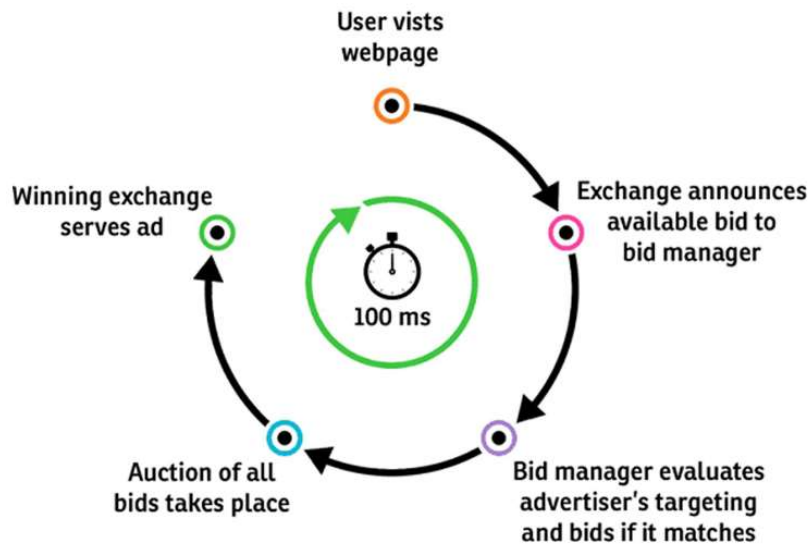 User vists
webpage
Exchange announces
available bid to
bid manager
Bid manager evaluates
advertiser's targeting
and bids if it matches
Auction of all
bids takes place
Winning exchange
serves ad
100 ms